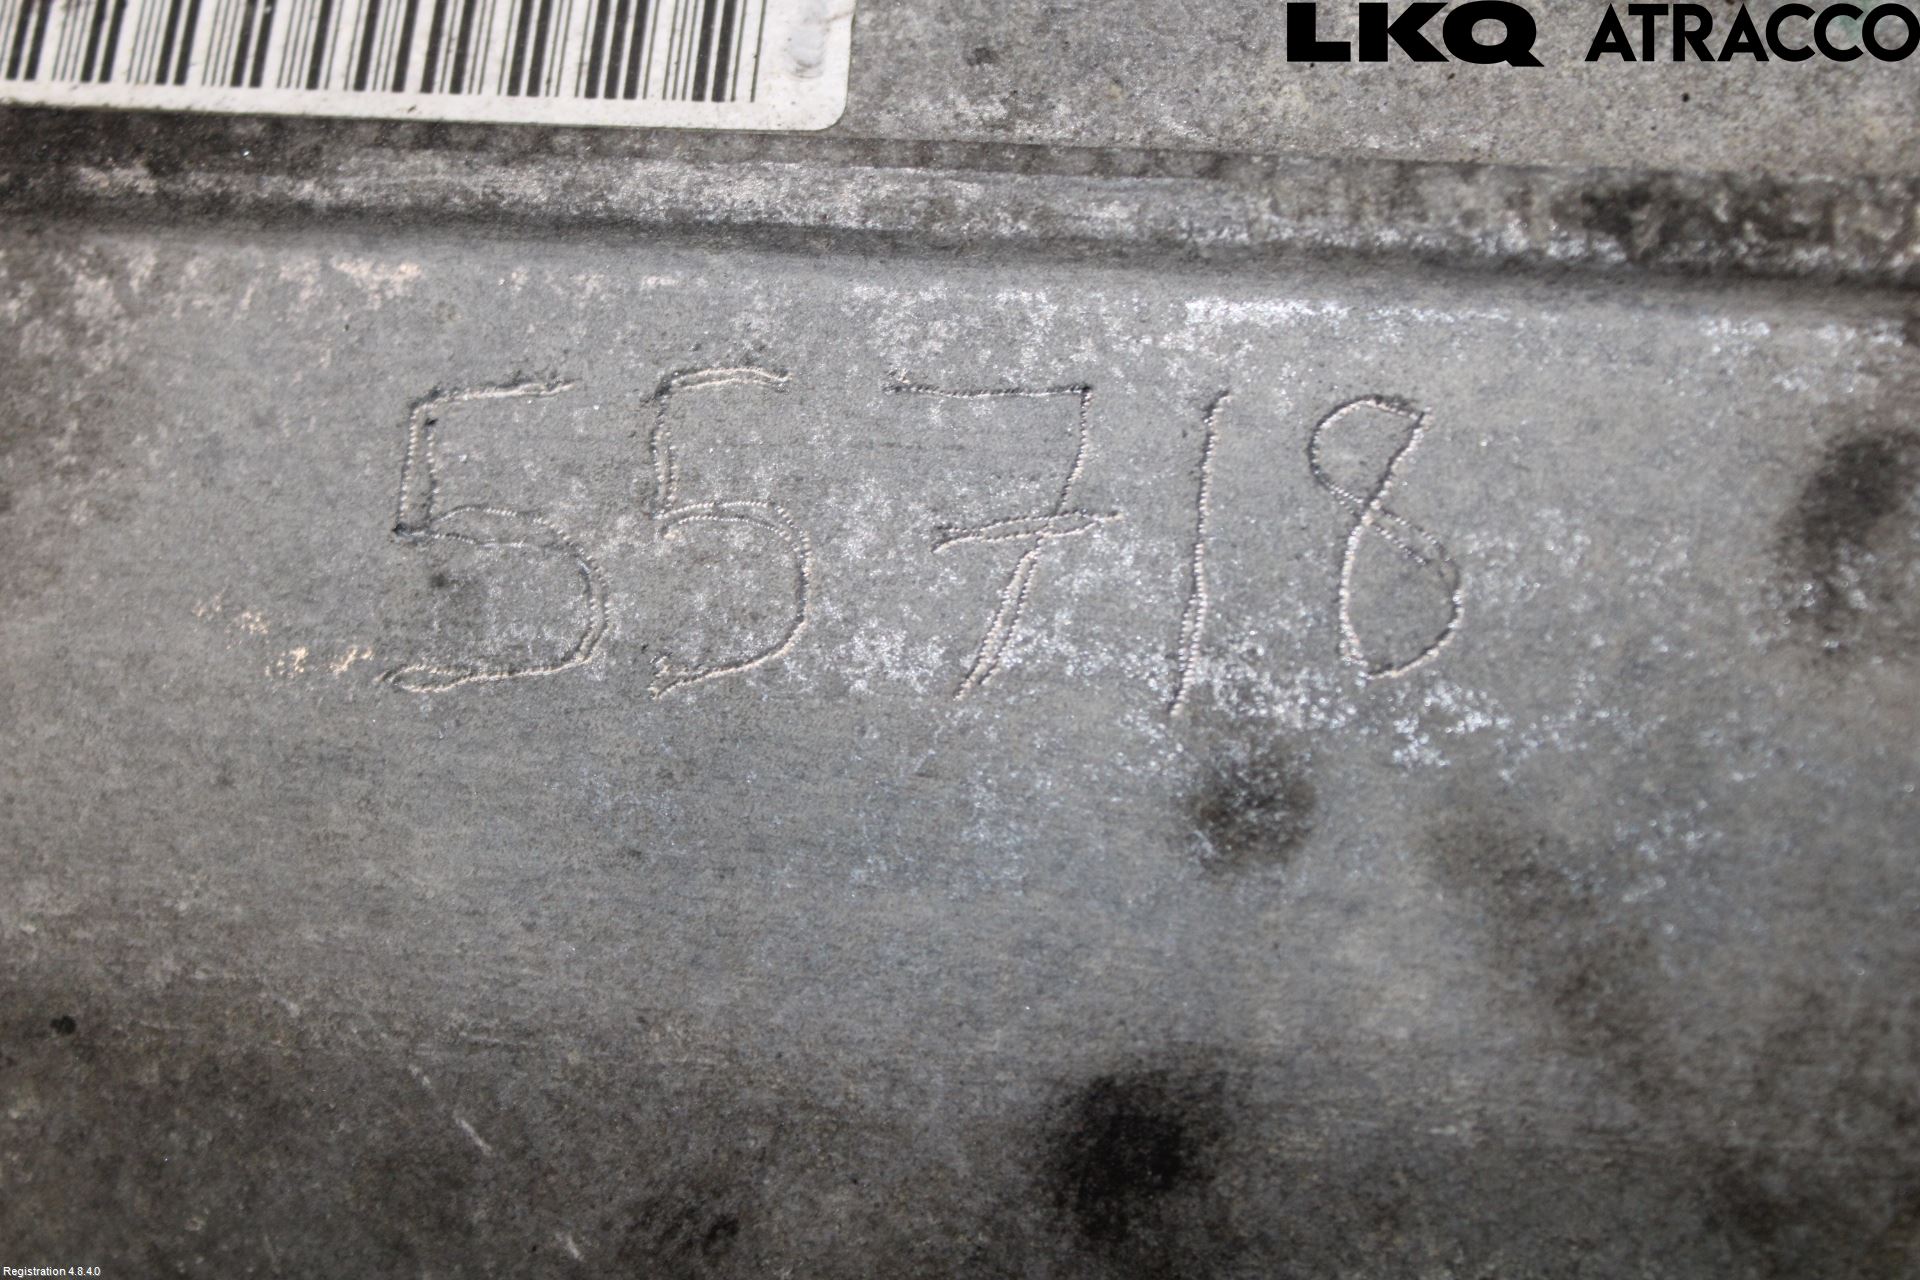 LKQ ATRACCO
55718
Registration 4.8.4.0